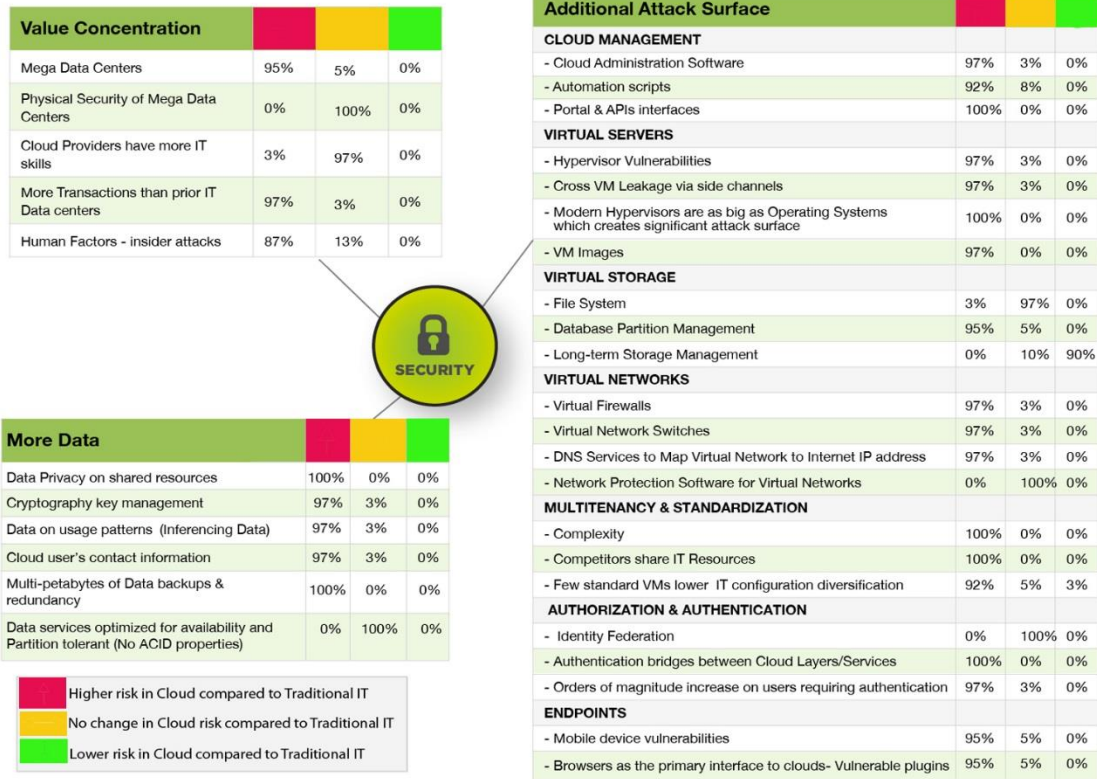 Value Concentration
Mega Data Centers 95% 5% 0%
Physical Security of Mega Data
Centers 0% 100% 0%
Cloud Providers have more IT
skills 3% 97% 0%
More Transactions than prior IT
Data centers 97% 3% 0%
Human Factors - insider attacks 87% 13% 0%
SECURITY
More Data
Data Privacy on shared resources 100% 0% 0%
Cryptography key management 97% 3% 0%
Data on usage patterns (Inferencing Data) 97% 3% 0%
Cloud user's contact information 97% 3% 0%
Multi-petabytes of Data backups &
redundancy 100% 0% 0%
Data services optimized for availability and
Partition tolerant (No ACID properties) 0% 100% 0%
Higher risk in Cloud compared to Traditional IT
No change in Cloud risk compared to Traditional IT
Lower risk in Cloud compared to Traditional IT
Additional Attack Surface
CLOUD MANAGEMENT
- Cloud Administration Software 97% 3% 0%
- Automation scripts 92% 8% 0%
- Portal & APIs interfaces 100% 0% 0%
VIRTUAL SERVERS
- Hypervisor Vulnerabilities 97% 3% 0%
- Cross VM Leakage via side channels 97% 3% 0%
- Modern Hypervisors are as big as Operating Systems
which creates significant attack surface 100% 0% 0%
- VM Images 97% 0% 0%
VIRTUAL STORAGE
- File System 3% 97% 0%
- Database Partition Management 95% 5% 0%
- Long-term Storage Management 0% 10% 90%
VIRTUAL NETWORKS
- Virtual Firewalls 97% 3% 0%
- Virtual Network Switches 97% 3% 0%
- DNS Services to Map Virtual Network to Internet IP address 97% 3% 0%
- Network Protection Software for Virtual Networks 0% 100% 0%
MULTITENANCY & STANDARDIZATION
- Complexity 100% 0% 0%
- Competitors share IT Resources 100% 0% 0%
- Few standard VMs lower IT configuration diversification 92% 5% 3%
AUTHORIZATION & AUTHENTICATION
- Identity Federation 0% 100% 0%
- Authentication bridges between Cloud Layers/Services 100% 0% 0%
- Orders of magnitude increase on users requiring authentication 97% 3% 0%
ENDPOINTS
- Mobile device vulnerabilities 95% 5% 0%
- Browsers as the primary interface to clouds- Vulnerable plugins 95% 5% 0%